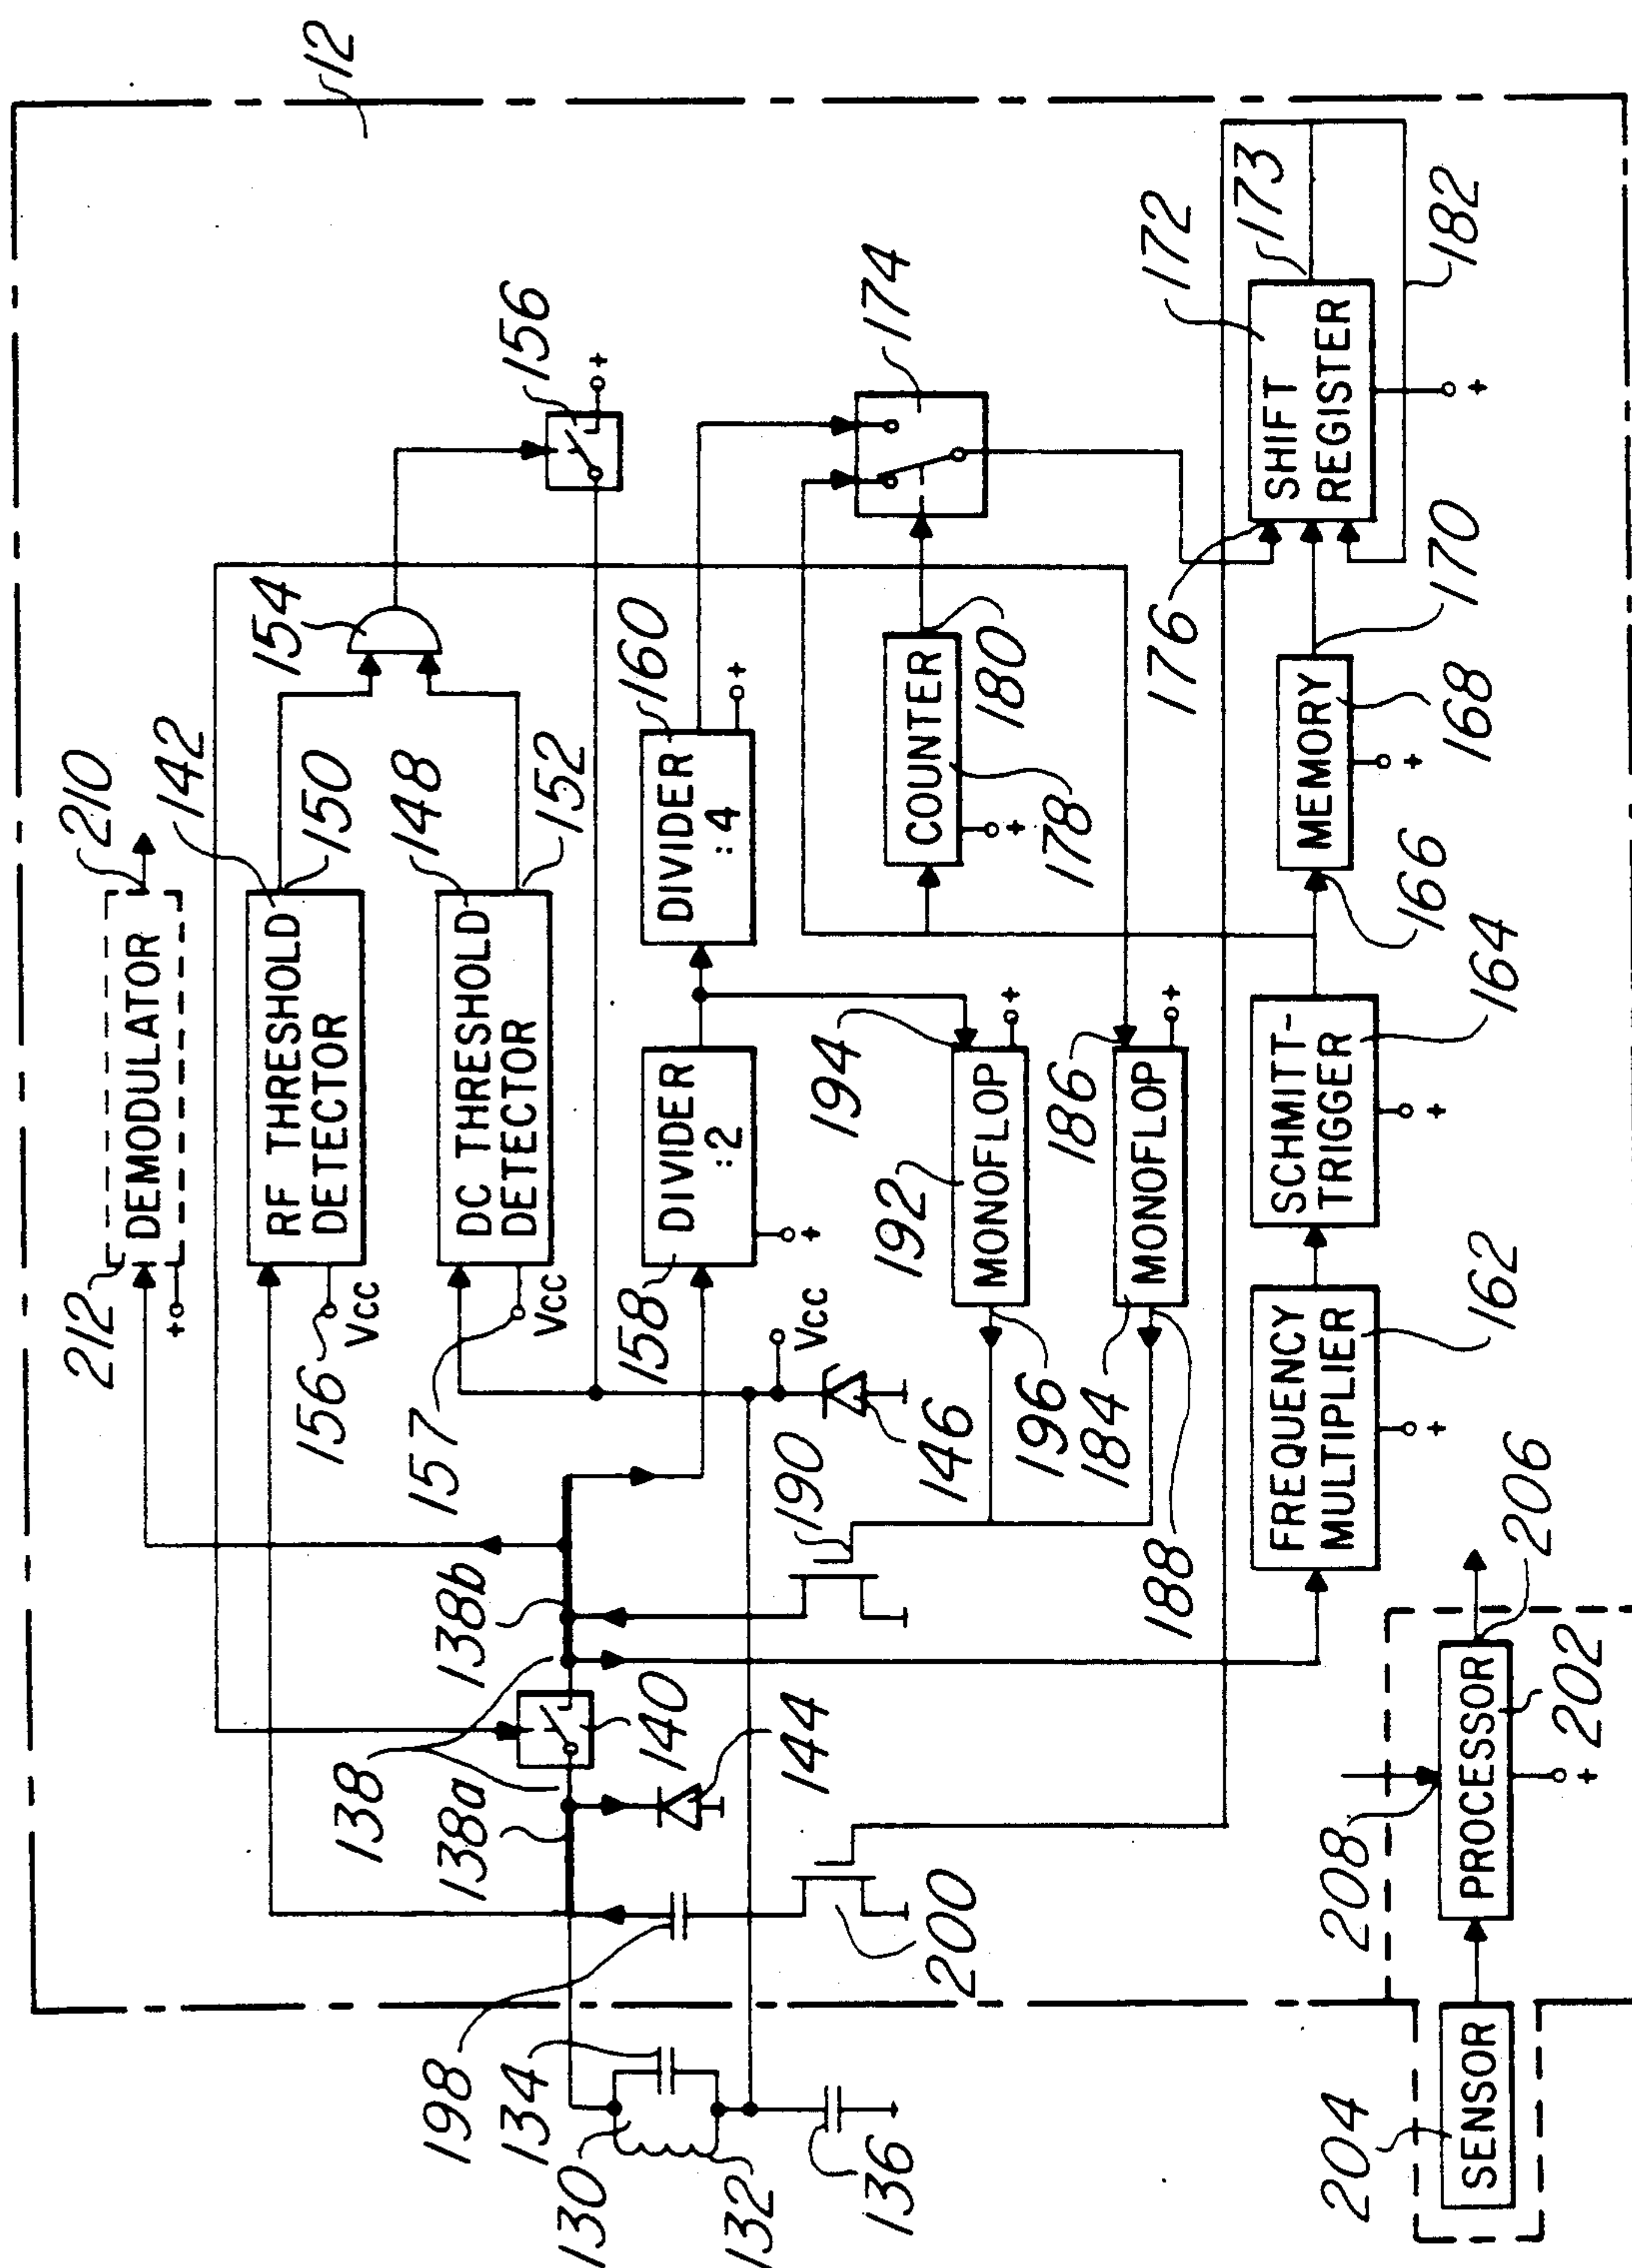 12
210
DEMODULATOR
212
+
142
RF THRESHOLD
DETECTOR
150
156
Vcc
154
156
+
148
DC THRESHOLD
DETECTOR
152
157
Vcc
160
DIVIDER
:4
+
158
DIVIDER
:2
+
Vcc
146
138
138a
138b
140
144
190
198
200
130
132
134
136
174
COUNTER
180
178
+
194
192
MONOFLOP
+
196
186
184
MONOFLOP
+
188
172
173
SHIFT
REGISTER
176
182
+
170
MEMORY
168
166
+
164
SCHMITT-
TRIGGER
+
162
FREQUENCY
MULTIPLIER
+
206
208
PROCESSOR
202
+
204
SENSOR